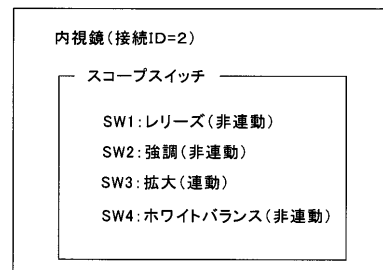 内視鏡(接続ID=2)
スコープスイッチ
SW1:レリーズ(非連動)
SW2:強調(非連動)
SW3:拡大(連動)
SW4:ホワイトバランス(非連動)